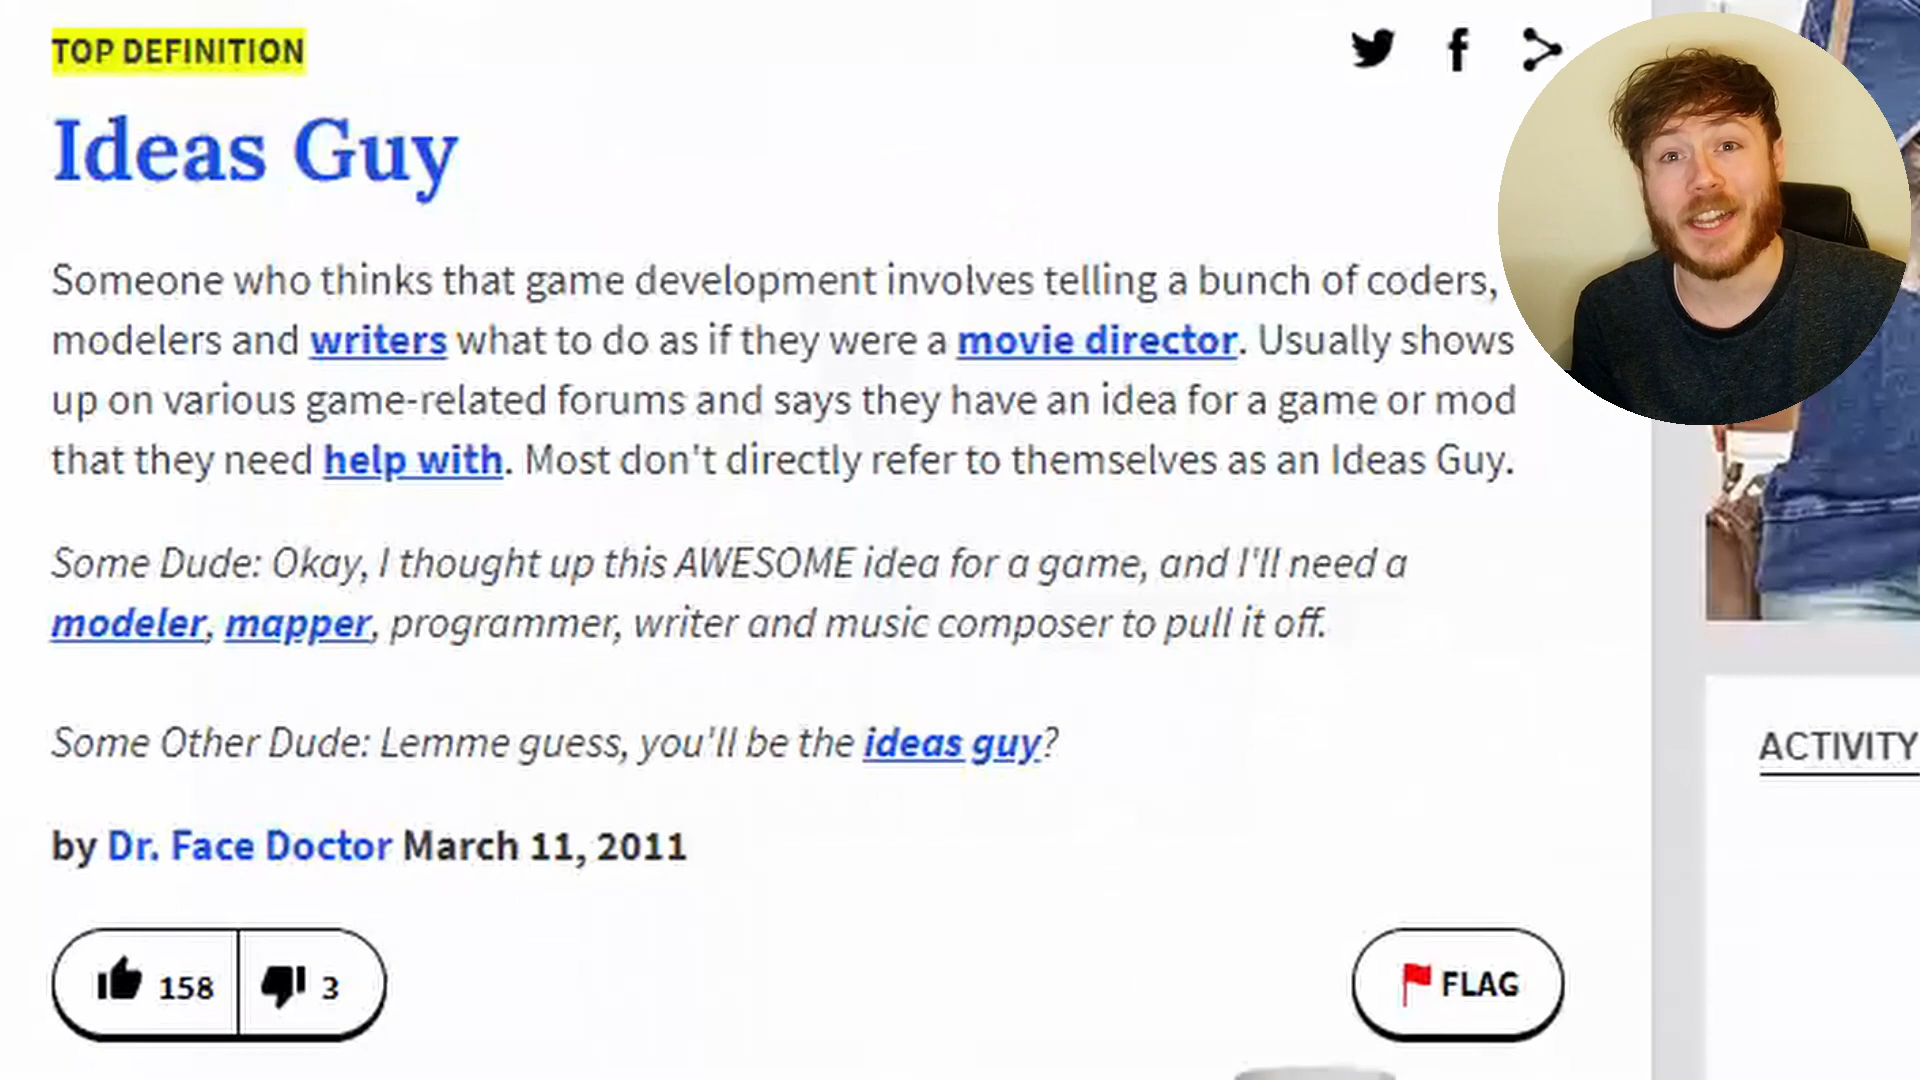 TOP DEFINITION
Ideas Guy
Someone who thinks that game development involves telling a bunch of coders,
modelers and writers what to do as if they were a movie director. Usually shows
up on various game-related forums and says they have an idea for a game or mod
that they need help with. Most don't directly refer to themselves as an Ideas Guy.
Some Dude: Okay, I thought up this AWESOME idea for a game, and I'll need a
modeler, mapper, programmer, writer and music composer to pull it off.
Some Other Dude: Lemme guess, you'll be the ideas guy?
by Dr. Face Doctor March 11, 2011
158
3
FLAG
ACTIVITY